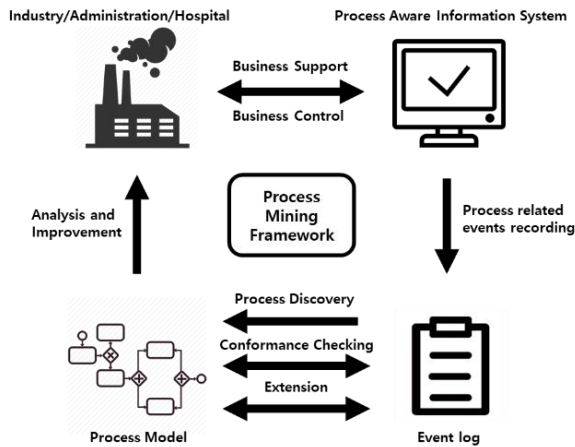 Industry/Administration/Hospital
Process Aware Information System
Business Support
Business Control
Analysis and
Improvement
Process
Mining
Framework
Process related
events recording
Process Discovery
Conformance Checking
Extension
Process Model
Event log